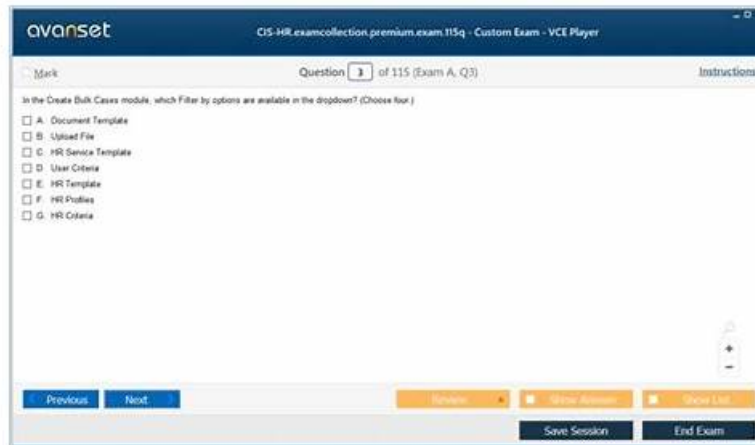 avanset
CIS-HR.examcollection.premium.exam.115q - Custom Exam - VCE Player
Mark
Question 3 of 115 (Exam A, Q3)
Instructions
In the Create Bulk Cases module, which Filter by options are available in the dropdown? (Choose four.)
A. Document Template
B. Upload File
C. HR Service Template
D. User Criteria
E. HR Template
F. HR Profiles
G. HR Criteria
Previous
Next
Review
Show Answer
Show List
Save Session
End Exam